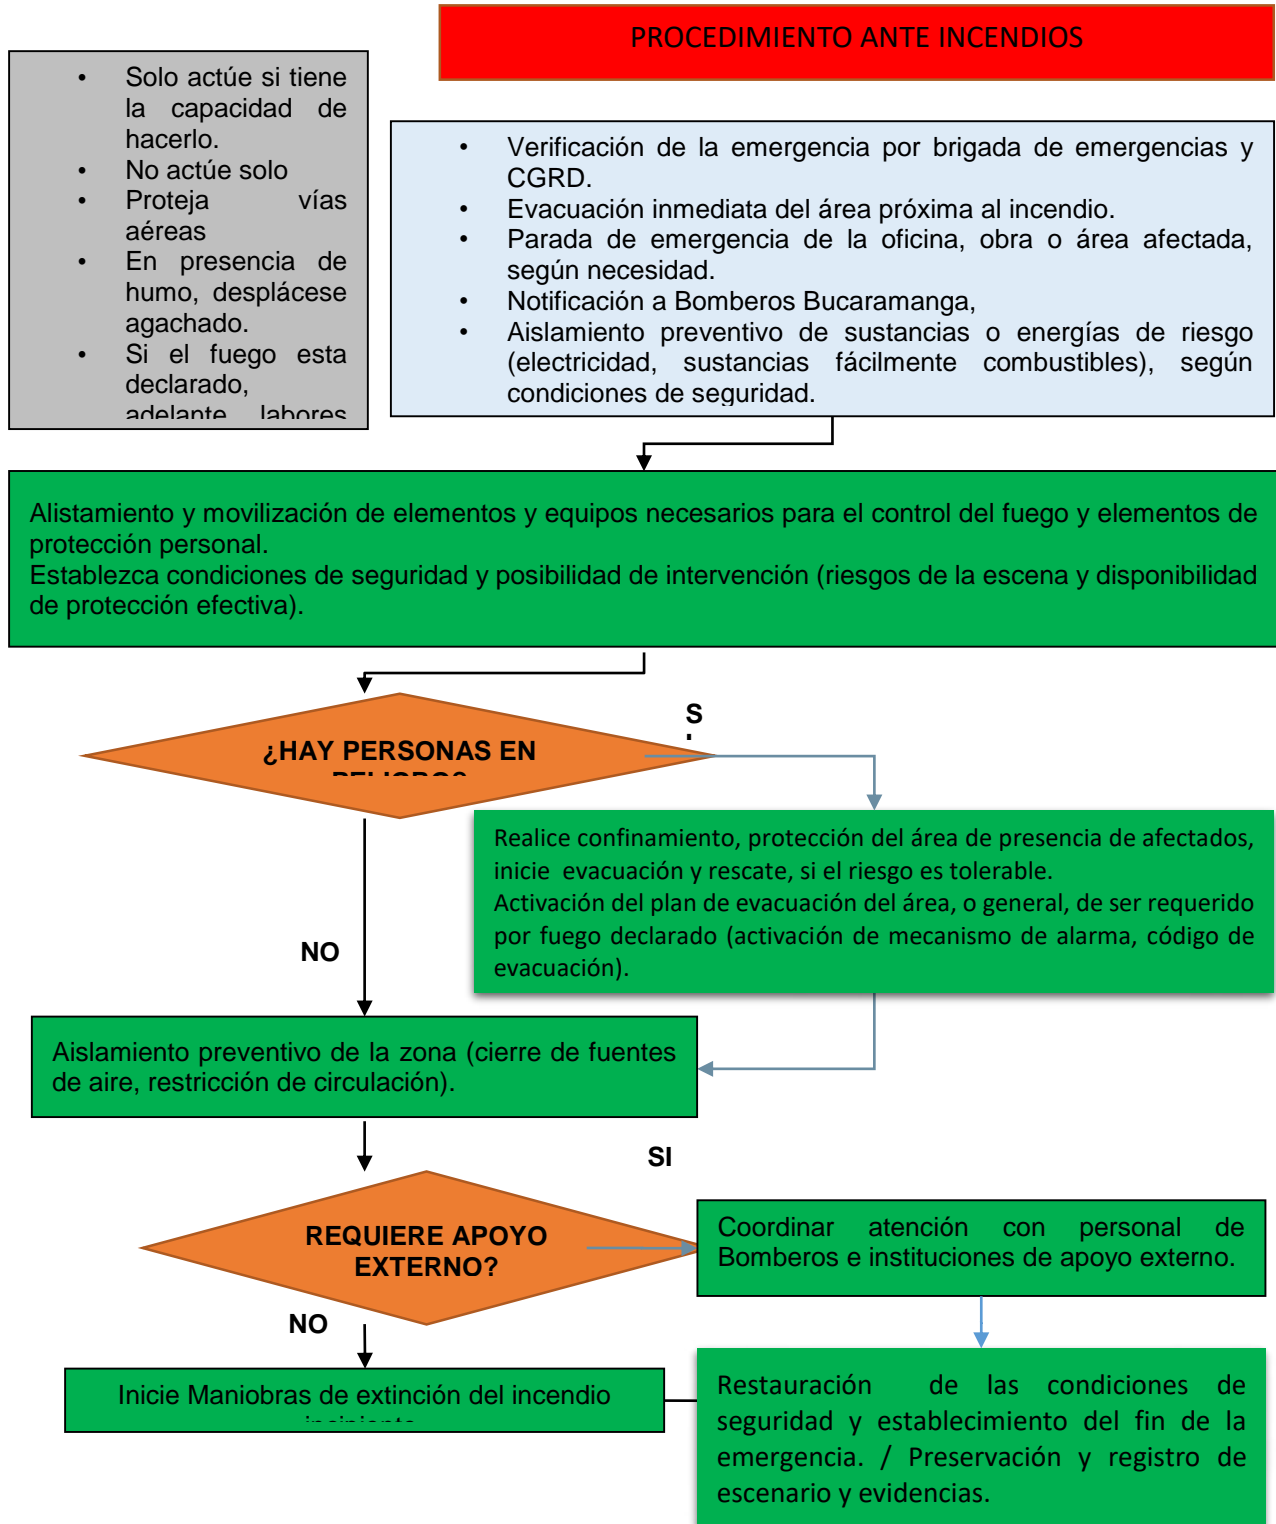 PROCEDIMIENTO ANTE INCENDIOS
• Solo actúe si tiene
la capacidad de
hacerlo.
• No actúe solo
• Proteja vías
aéreas
• En presencia de
humo, desplácese
agachado.
• Si el fuego esta
declarado,
adelante labores
• Verificación de la emergencia por brigada de emergencias y
CGRD.
• Evacuación inmediata del área próxima al incendio.
• Parada de emergencia de la oficina, obra o área afectada,
según necesidad.
• Notificación a Bomberos Bucaramanga,
• Aislamiento preventivo de sustancias o energías de riesgo
(electricidad, sustancias fácilmente combustibles), según
condiciones de seguridad.
Alistamiento y movilización de elementos y equipos necesarios para el control del fuego y elementos de
protección personal.
Establezca condiciones de seguridad y posibilidad de intervención (riesgos de la escena y disponibilidad
de protección efectiva).
¿HAY PERSONAS EN
PELIGRO?
S
Realice confinamiento, protección del área de presencia de afectados,
inicie evacuación y rescate, si el riesgo es tolerable.
Activación del plan de evacuación del área, o general, de ser requerido
por fuego declarado (activación de mecanismo de alarma, código de
evacuación).
NO
Aislamiento preventivo de la zona (cierre de fuentes
de aire, restricción de circulación).
SI
REQUIERE APOYO
EXTERNO?
Coordinar atención con personal de
Bomberos e instituciones de apoyo externo.
NO
Inicie Maniobras de extinción del incendio
Restauración de las condiciones de
seguridad y establecimiento del fin de la
emergencia. / Preservación y registro de
escenario y evidencias.